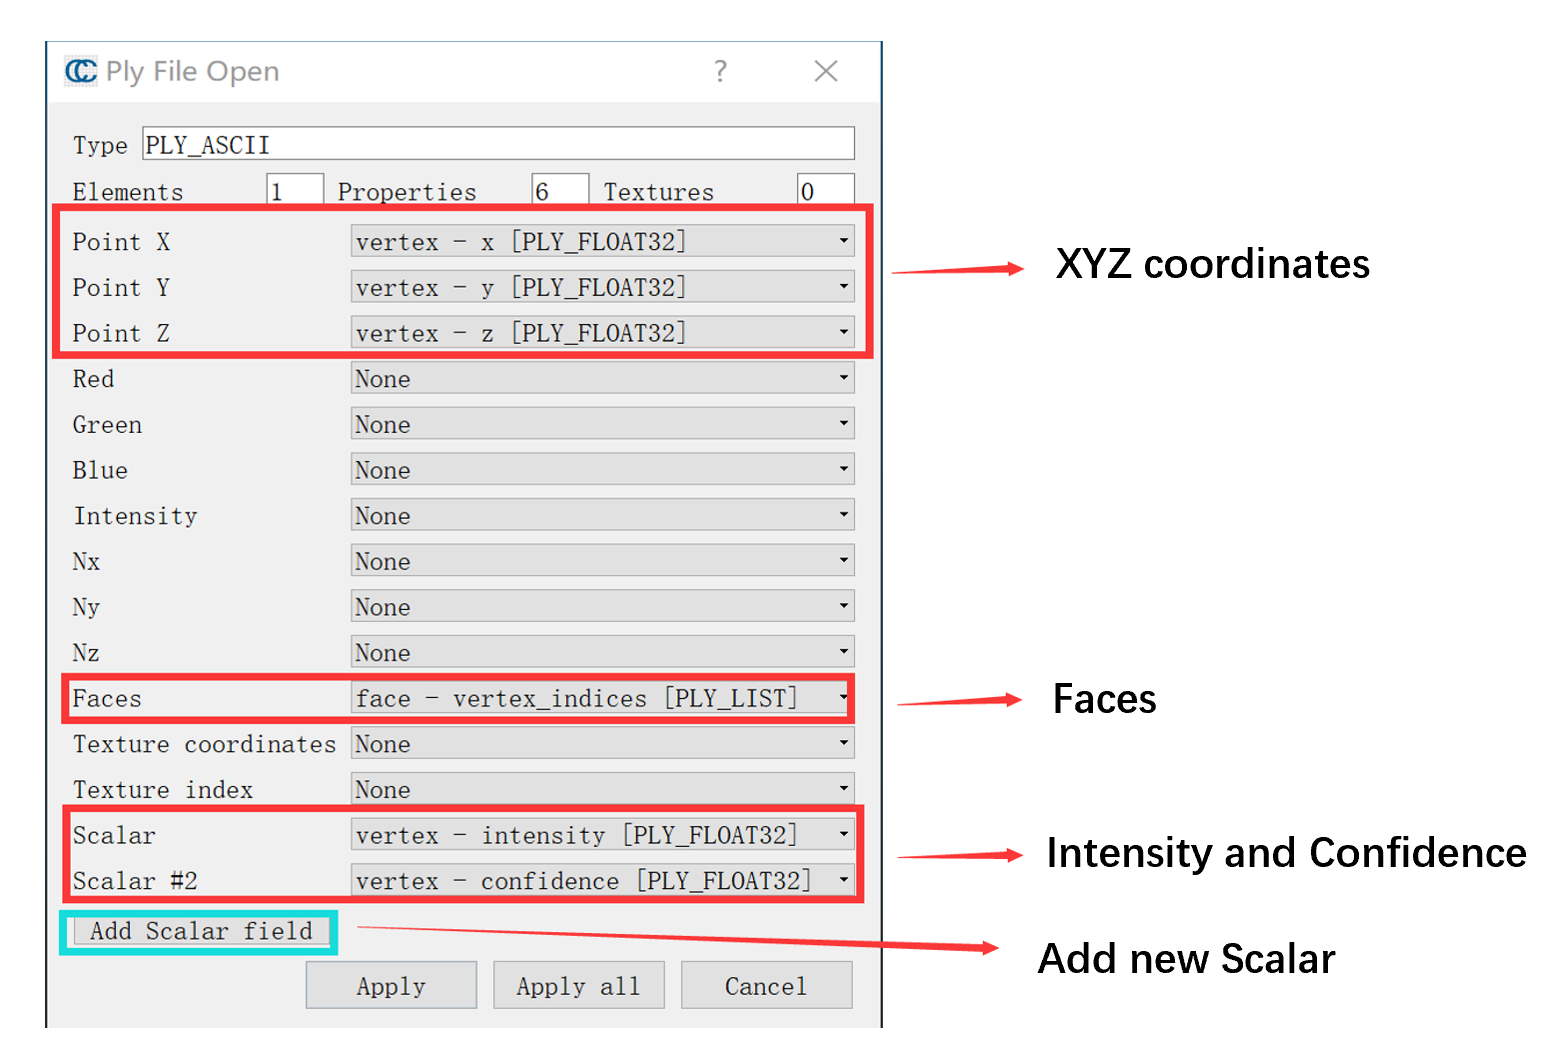 Ply File Open ?
Type PLY_ASCII
Elements 1 Properties 6 Textures 0
Point X vertex - x [PLY_FLOAT32]
Point Y vertex - y [PLY_FLOAT32]
XYZ coordinates
Point Z vertex - z [PLY_FLOAT32]
Red None
Green None
Blue None
Intensity None
Nx None
Ny None
Nz None
Faces face - vertex_indices [PLY_LIST]
Faces
Texture coordinates None
Texture index None
Scalar vertex - intensity [PLY_FLOAT32]
Intensity and Confidence
Scalar #2 vertex - confidence [PLY_FLOAT32]
Add Scalar field
Add new Scalar
Apply Apply all Cancel